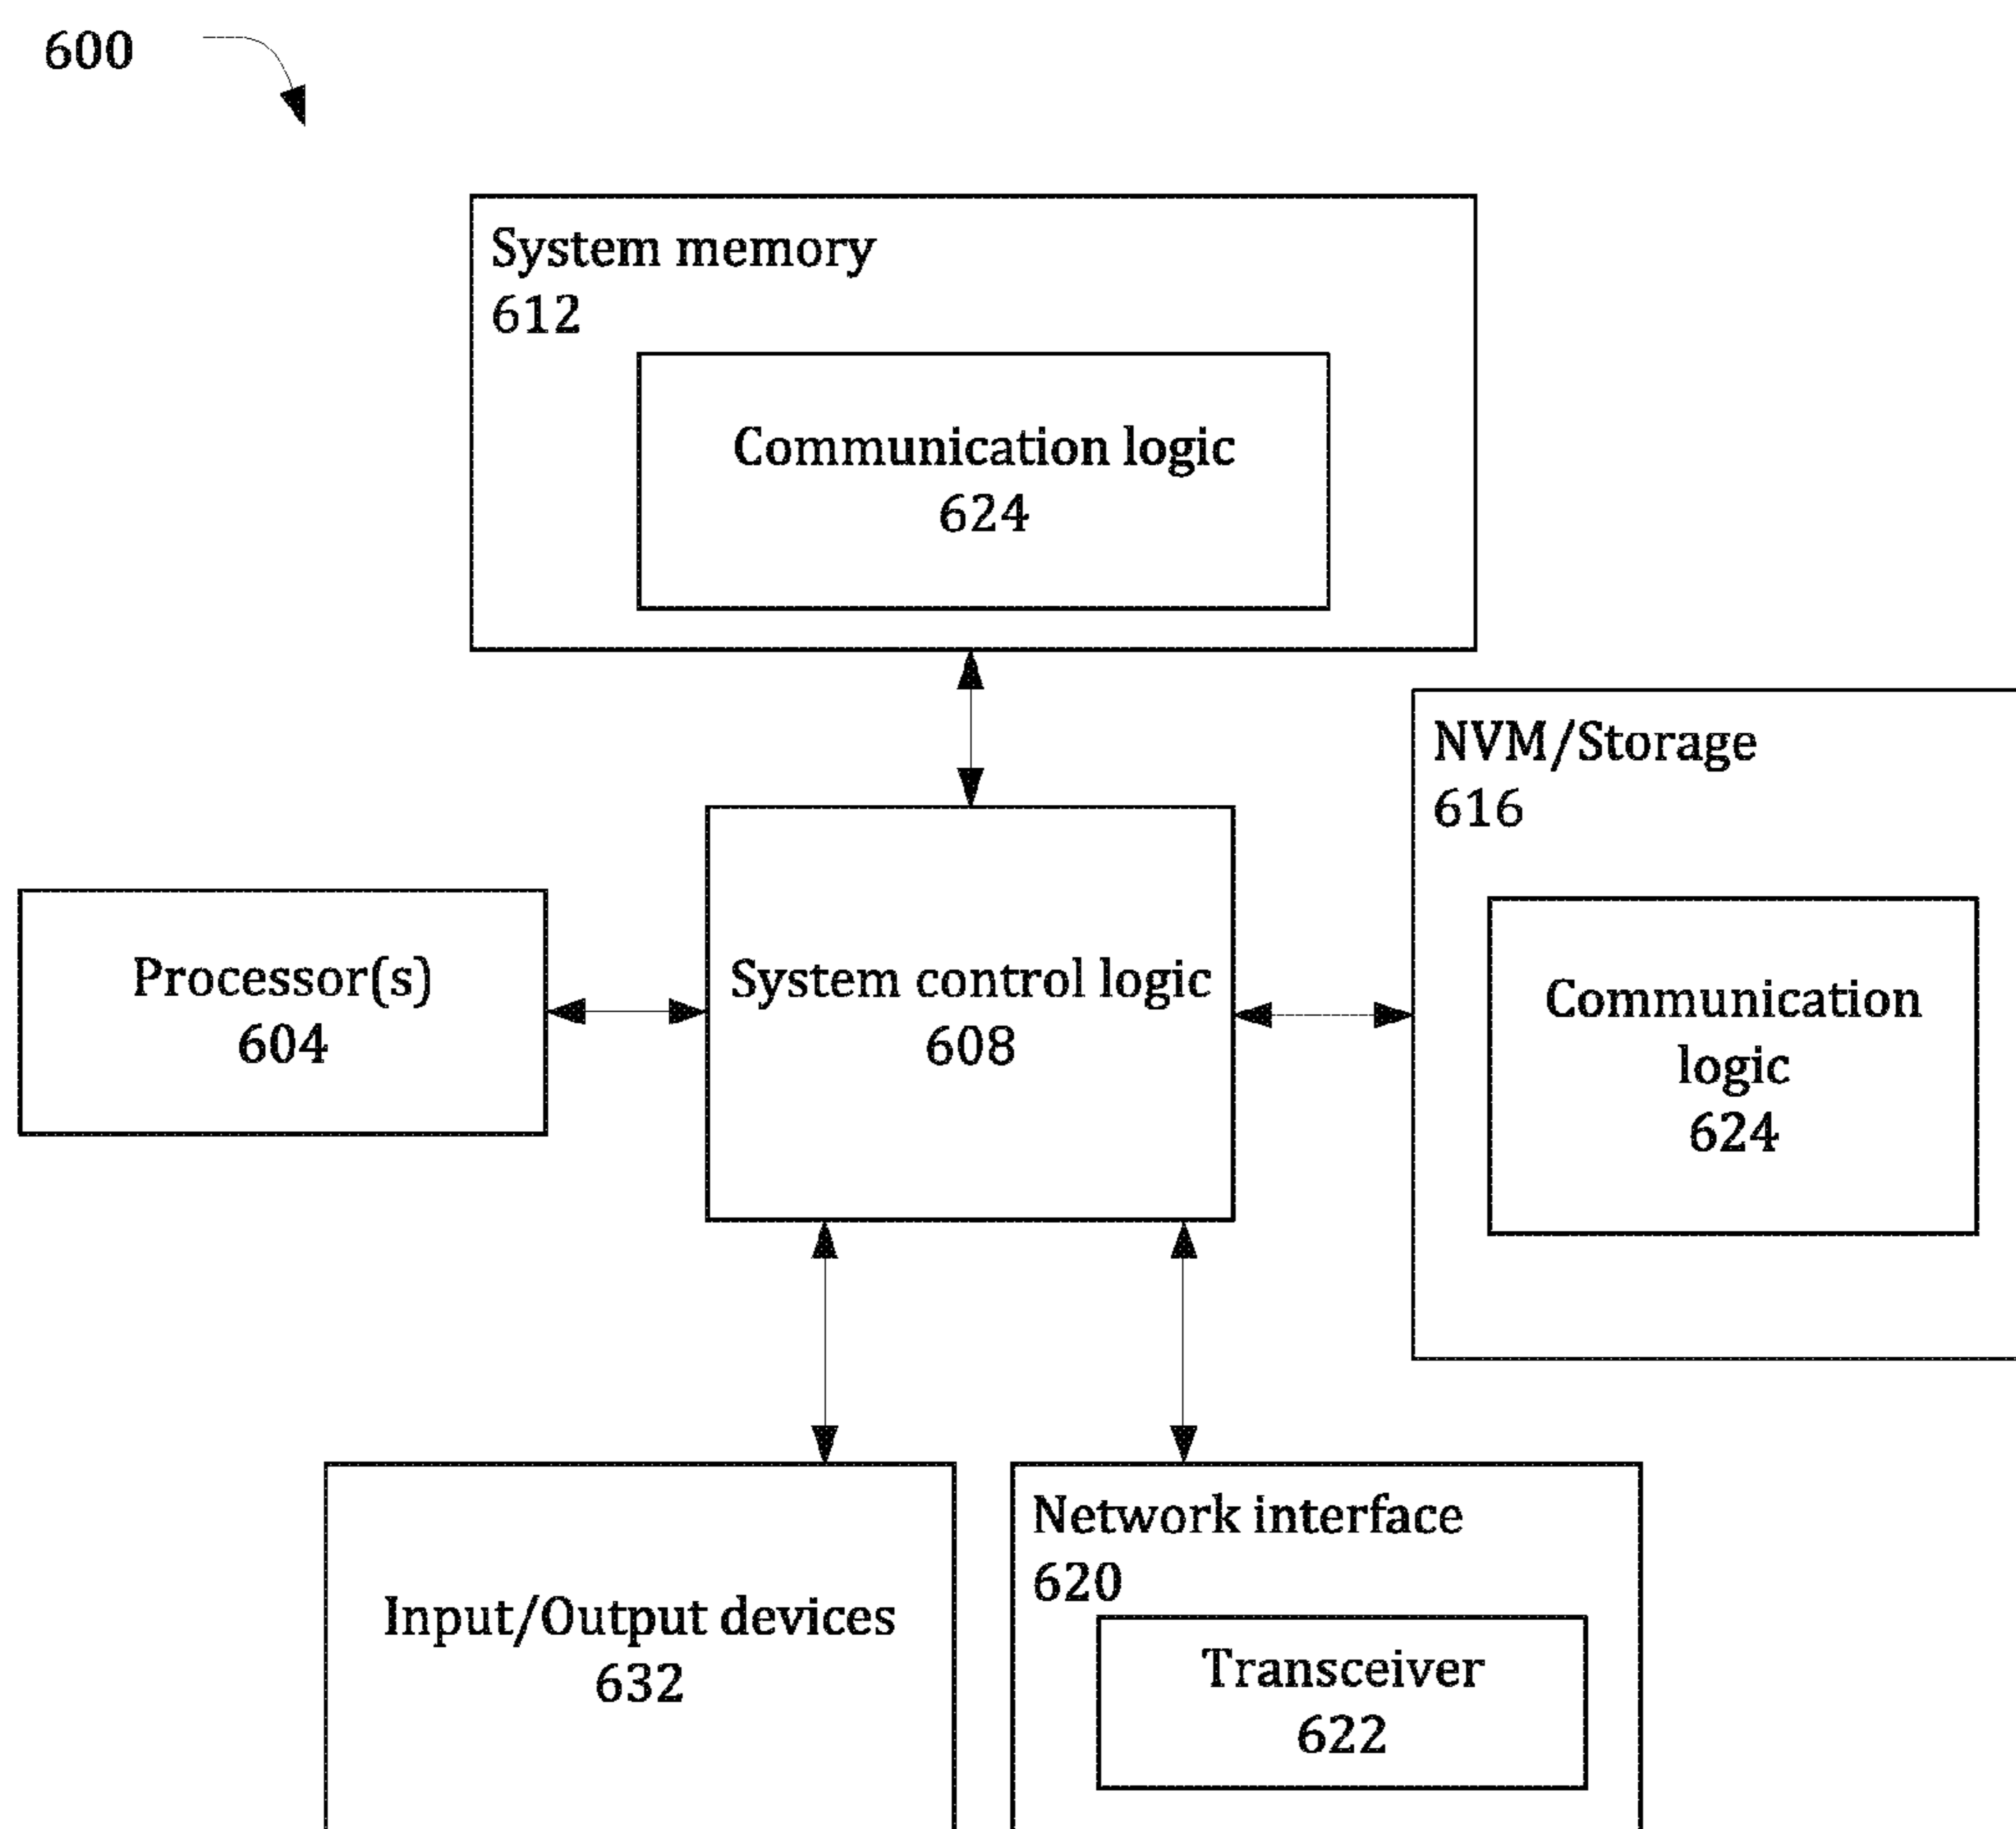 600
System memory
612
Communication logic
624
NVM/Storage
616
Communication
logic
624
Processor(s)
604
System control logic
608
Input/Output devices
632
Network interface
620
Transceiver
622